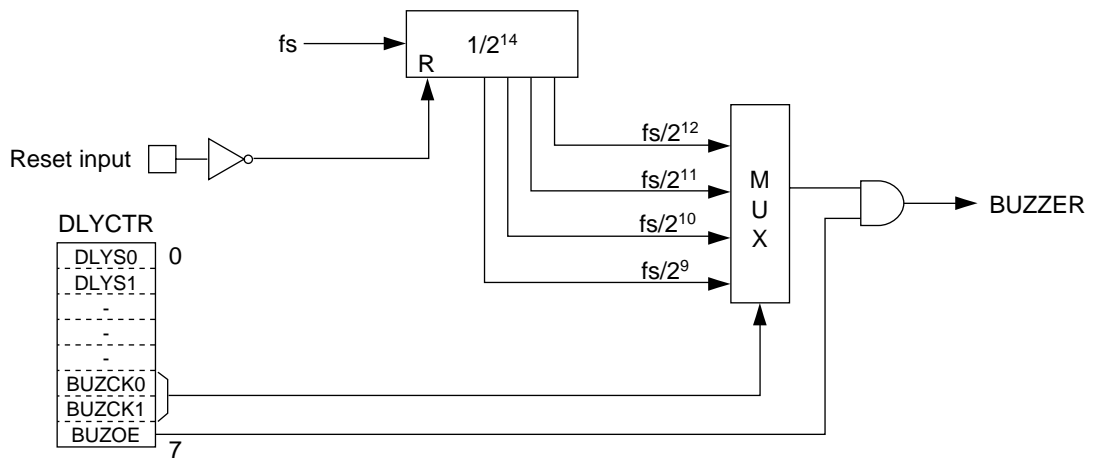 fs
1/2¹⁴
R
fs/2¹²
Reset input
fs/2¹¹
M
U
X
BUZZER
fs/2¹⁰
fs/2⁹
DLYCTR
DLYS0 0
DLYS1
-
-
-
BUZCK0
BUZCK1
BUZOE
7